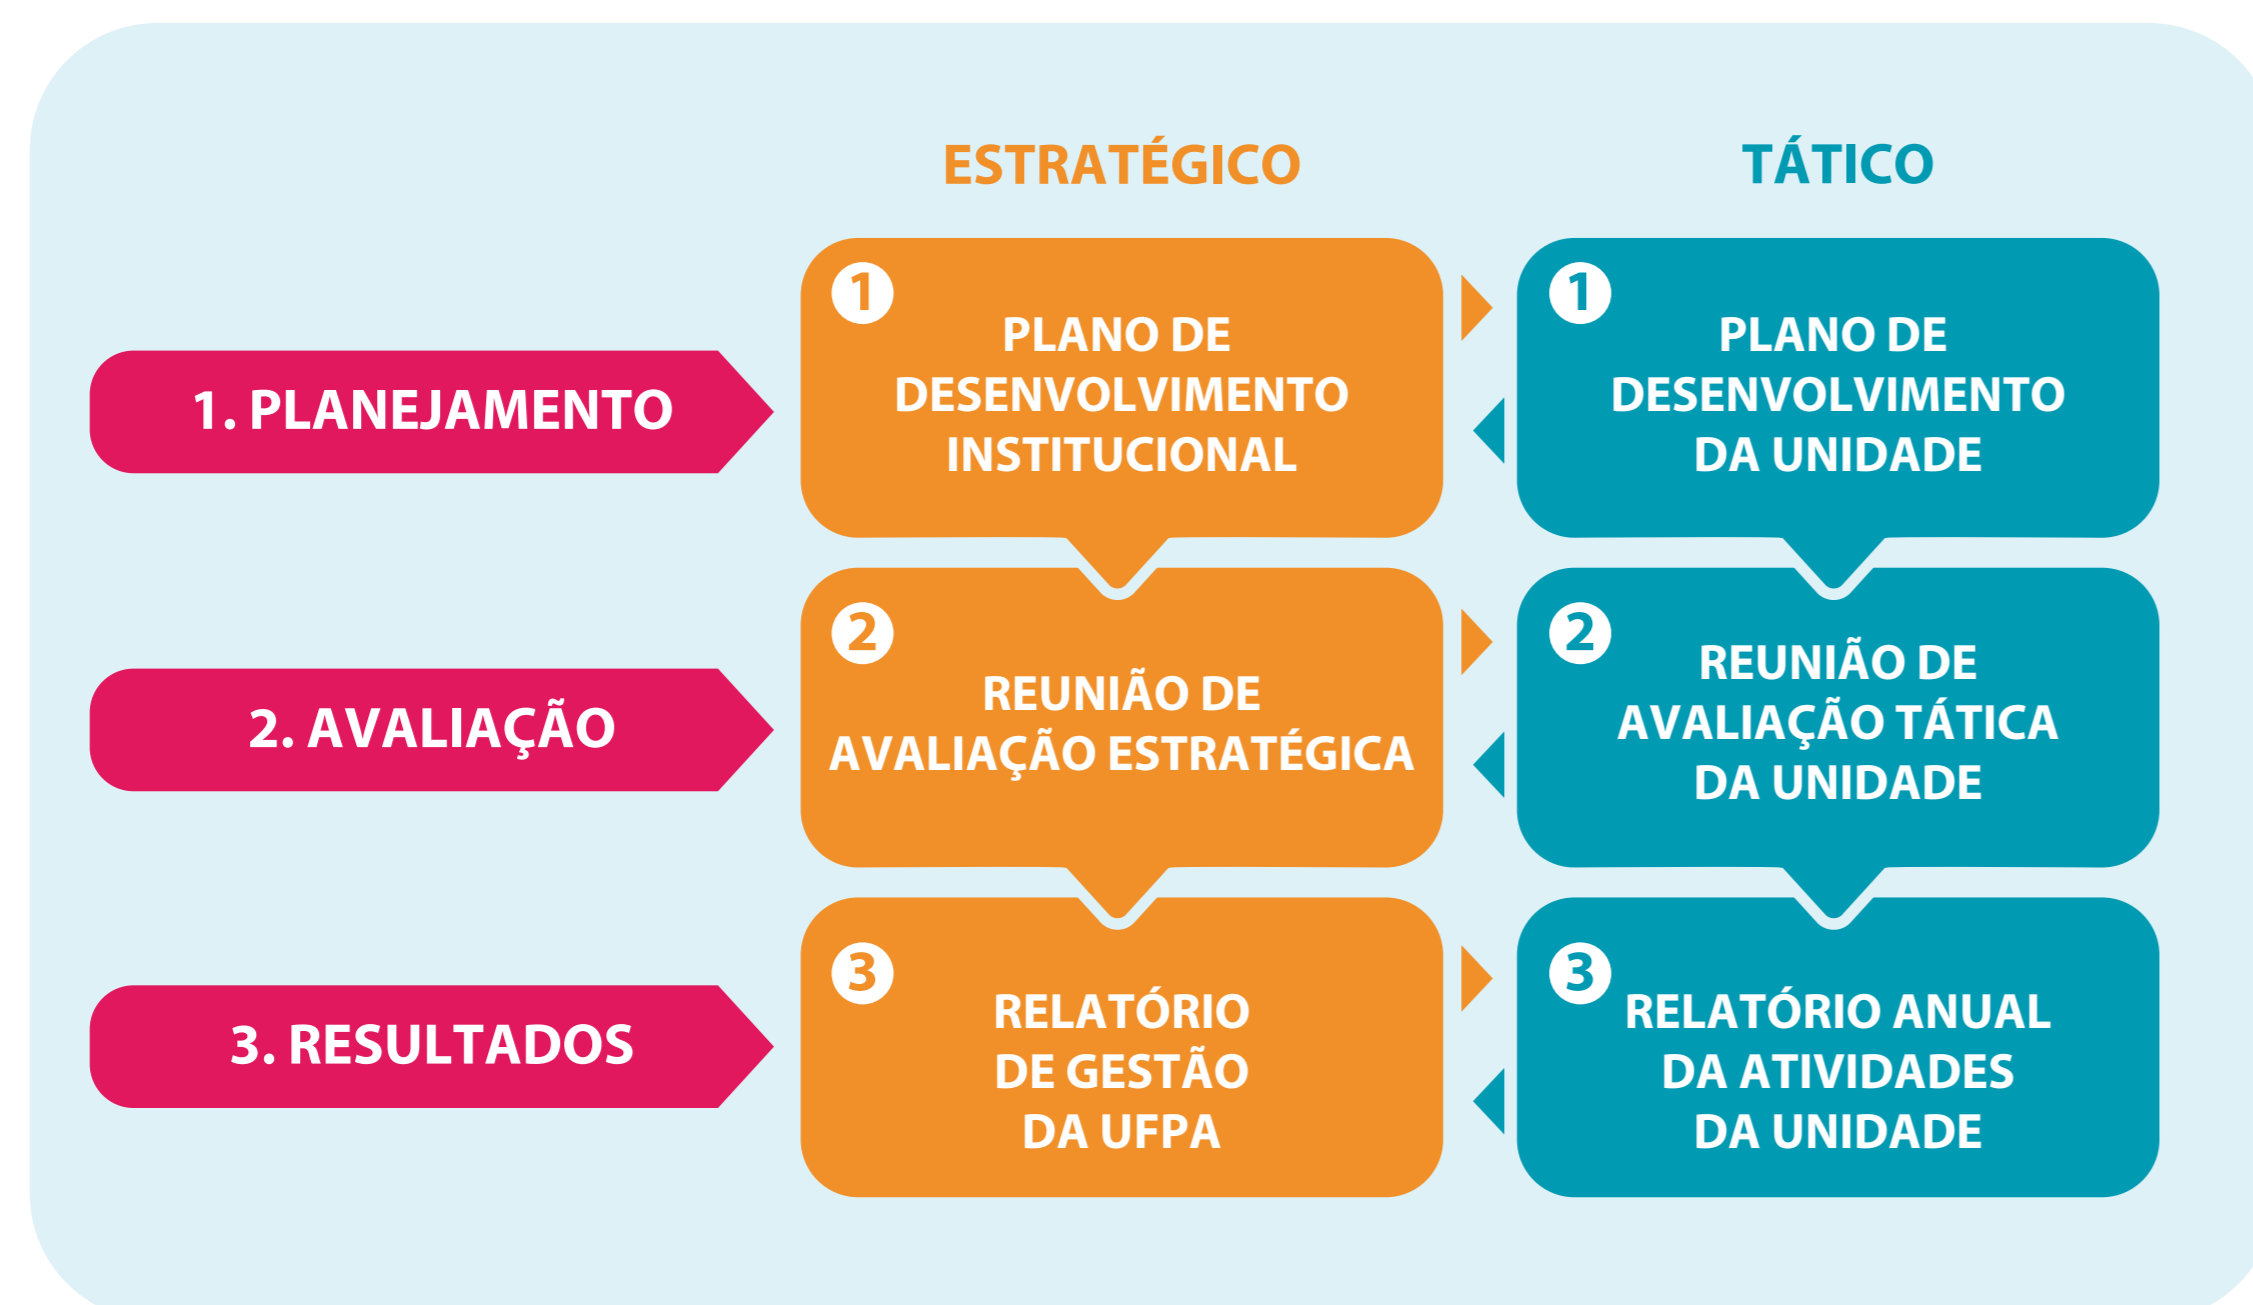 ESTRATÉGICO
TÁTICO
1. PLANEJAMENTO
1
PLANO DE
DESENVOLVIMENTO
INSTITUCIONAL
1
PLANO DE
DESENVOLVIMENTO
DA UNIDADE
2. AVALIAÇÃO
2
REUNIÃO DE
AVALIAÇÃO ESTRATÉGICA
2
REUNIÃO DE
AVALIAÇÃO TÁTICA
DA UNIDADE
3. RESULTADOS
3
RELATÓRIO
DE GESTÃO
DA UFPA
3
RELATÓRIO ANUAL
DA ATIVIDADES
DA UNIDADE